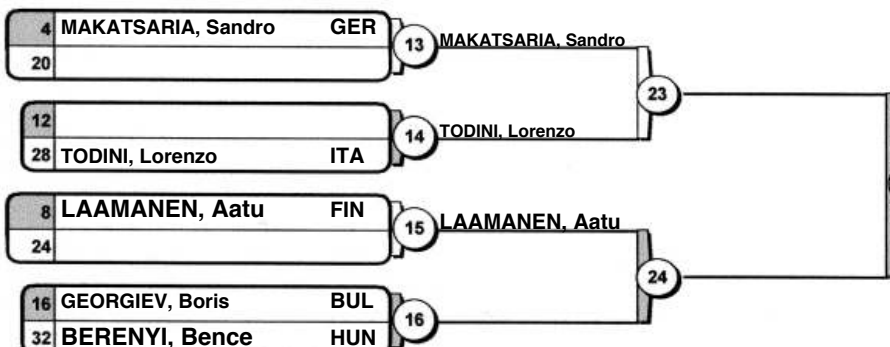 4 MAKATSARIA, Sandro GER
20
13 MAKATSARIA, Sandro
23
12
28 TODINI, Lorenzo ITA
14 TODINI, Lorenzo
8 LAAMANEN, Aatu FIN
24
15 LAAMANEN, Aatu
24
16 GEORGIEV, Boris BUL
32 BERENYI, Bence HUN
16